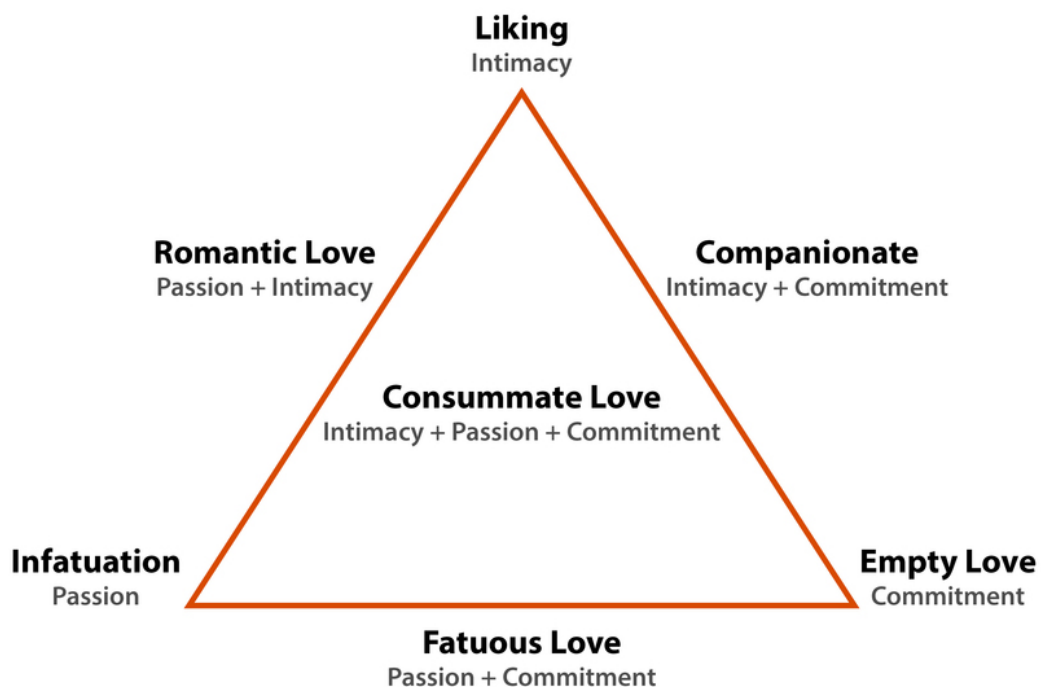 Liking
Intimacy
Romantic Love
Passion + Intimacy
Companionate
Intimacy + Commitment
Consummate Love
Intimacy + Passion + Commitment
Infatuation
Passion
Empty Love
Commitment
Fatuous Love
Passion + Commitment